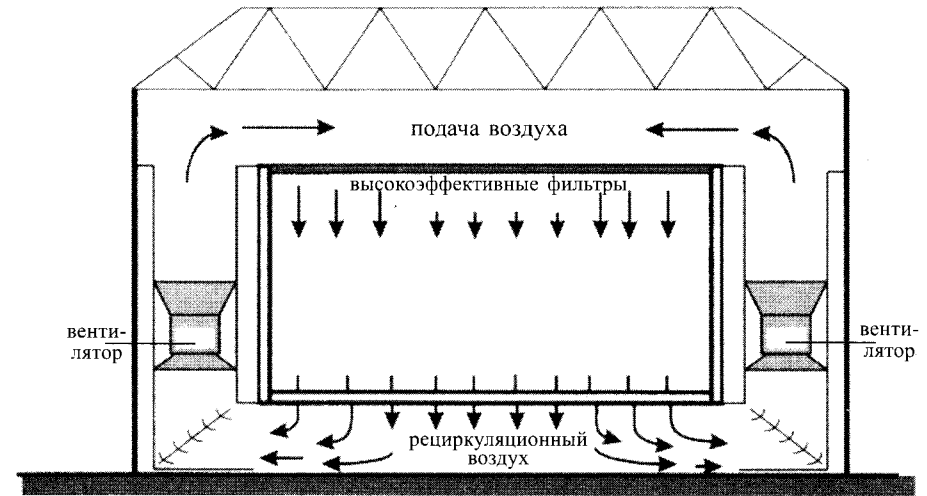 подача воздуха
высокоэффективные фильтры
венти-
лятор
венти-
лятор
рециркуляционный
воздух